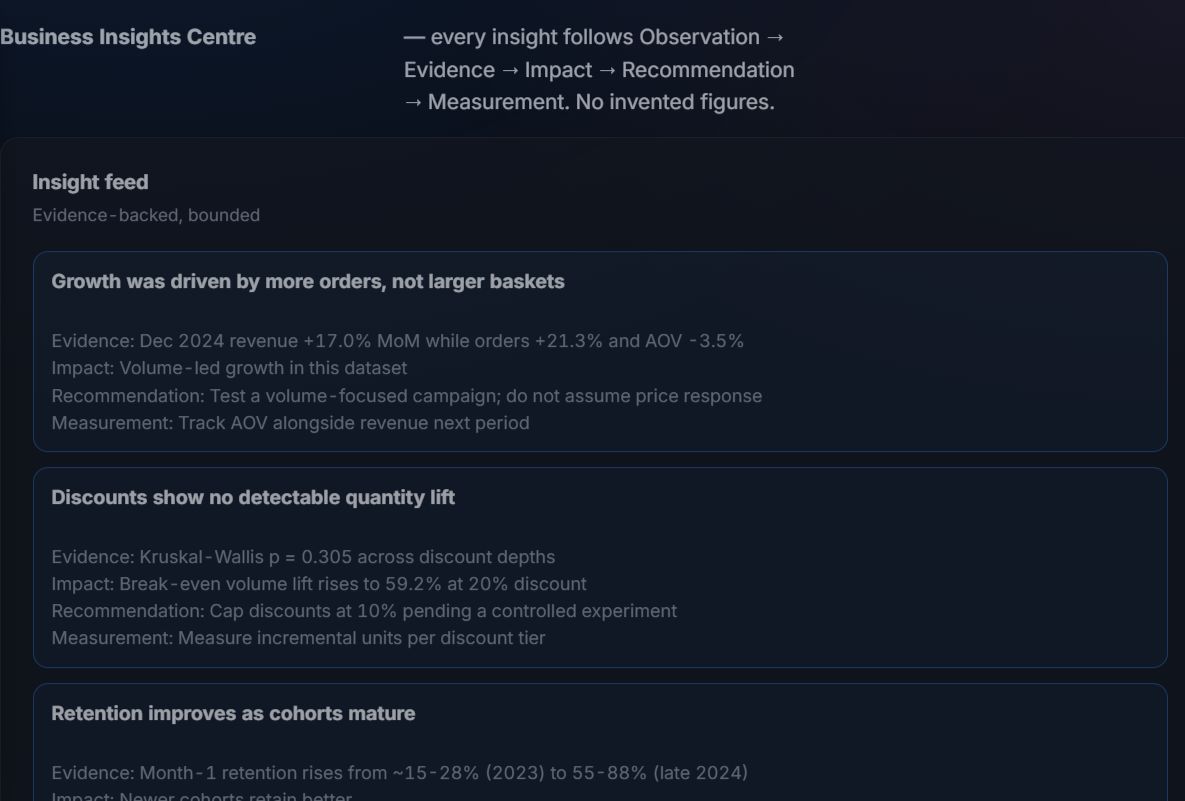 Business Insights Centre
— every insight follows Observation →
Evidence → Impact → Recommendation
→ Measurement. No invented figures.
Insight feed
Evidence-backed, bounded
Growth was driven by more orders, not larger baskets
Evidence: Dec 2024 revenue +17.0% MoM while orders +21.3% and AOV -3.5%
Impact: Volume-led growth in this dataset
Recommendation: Test a volume-focused campaign; do not assume price response
Measurement: Track AOV alongside revenue next period
Discounts show no detectable quantity lift
Evidence: Kruskal-Wallis p = 0.305 across discount depths
Impact: Break-even volume lift rises to 59.2% at 20% discount
Recommendation: Cap discounts at 10% pending a controlled experiment
Measurement: Measure incremental units per discount tier
Retention improves as cohorts mature
Evidence: Month-1 retention rises from ~15-28% (2023) to 55-88% (late 2024)
Impact: Newer cohorts retain better